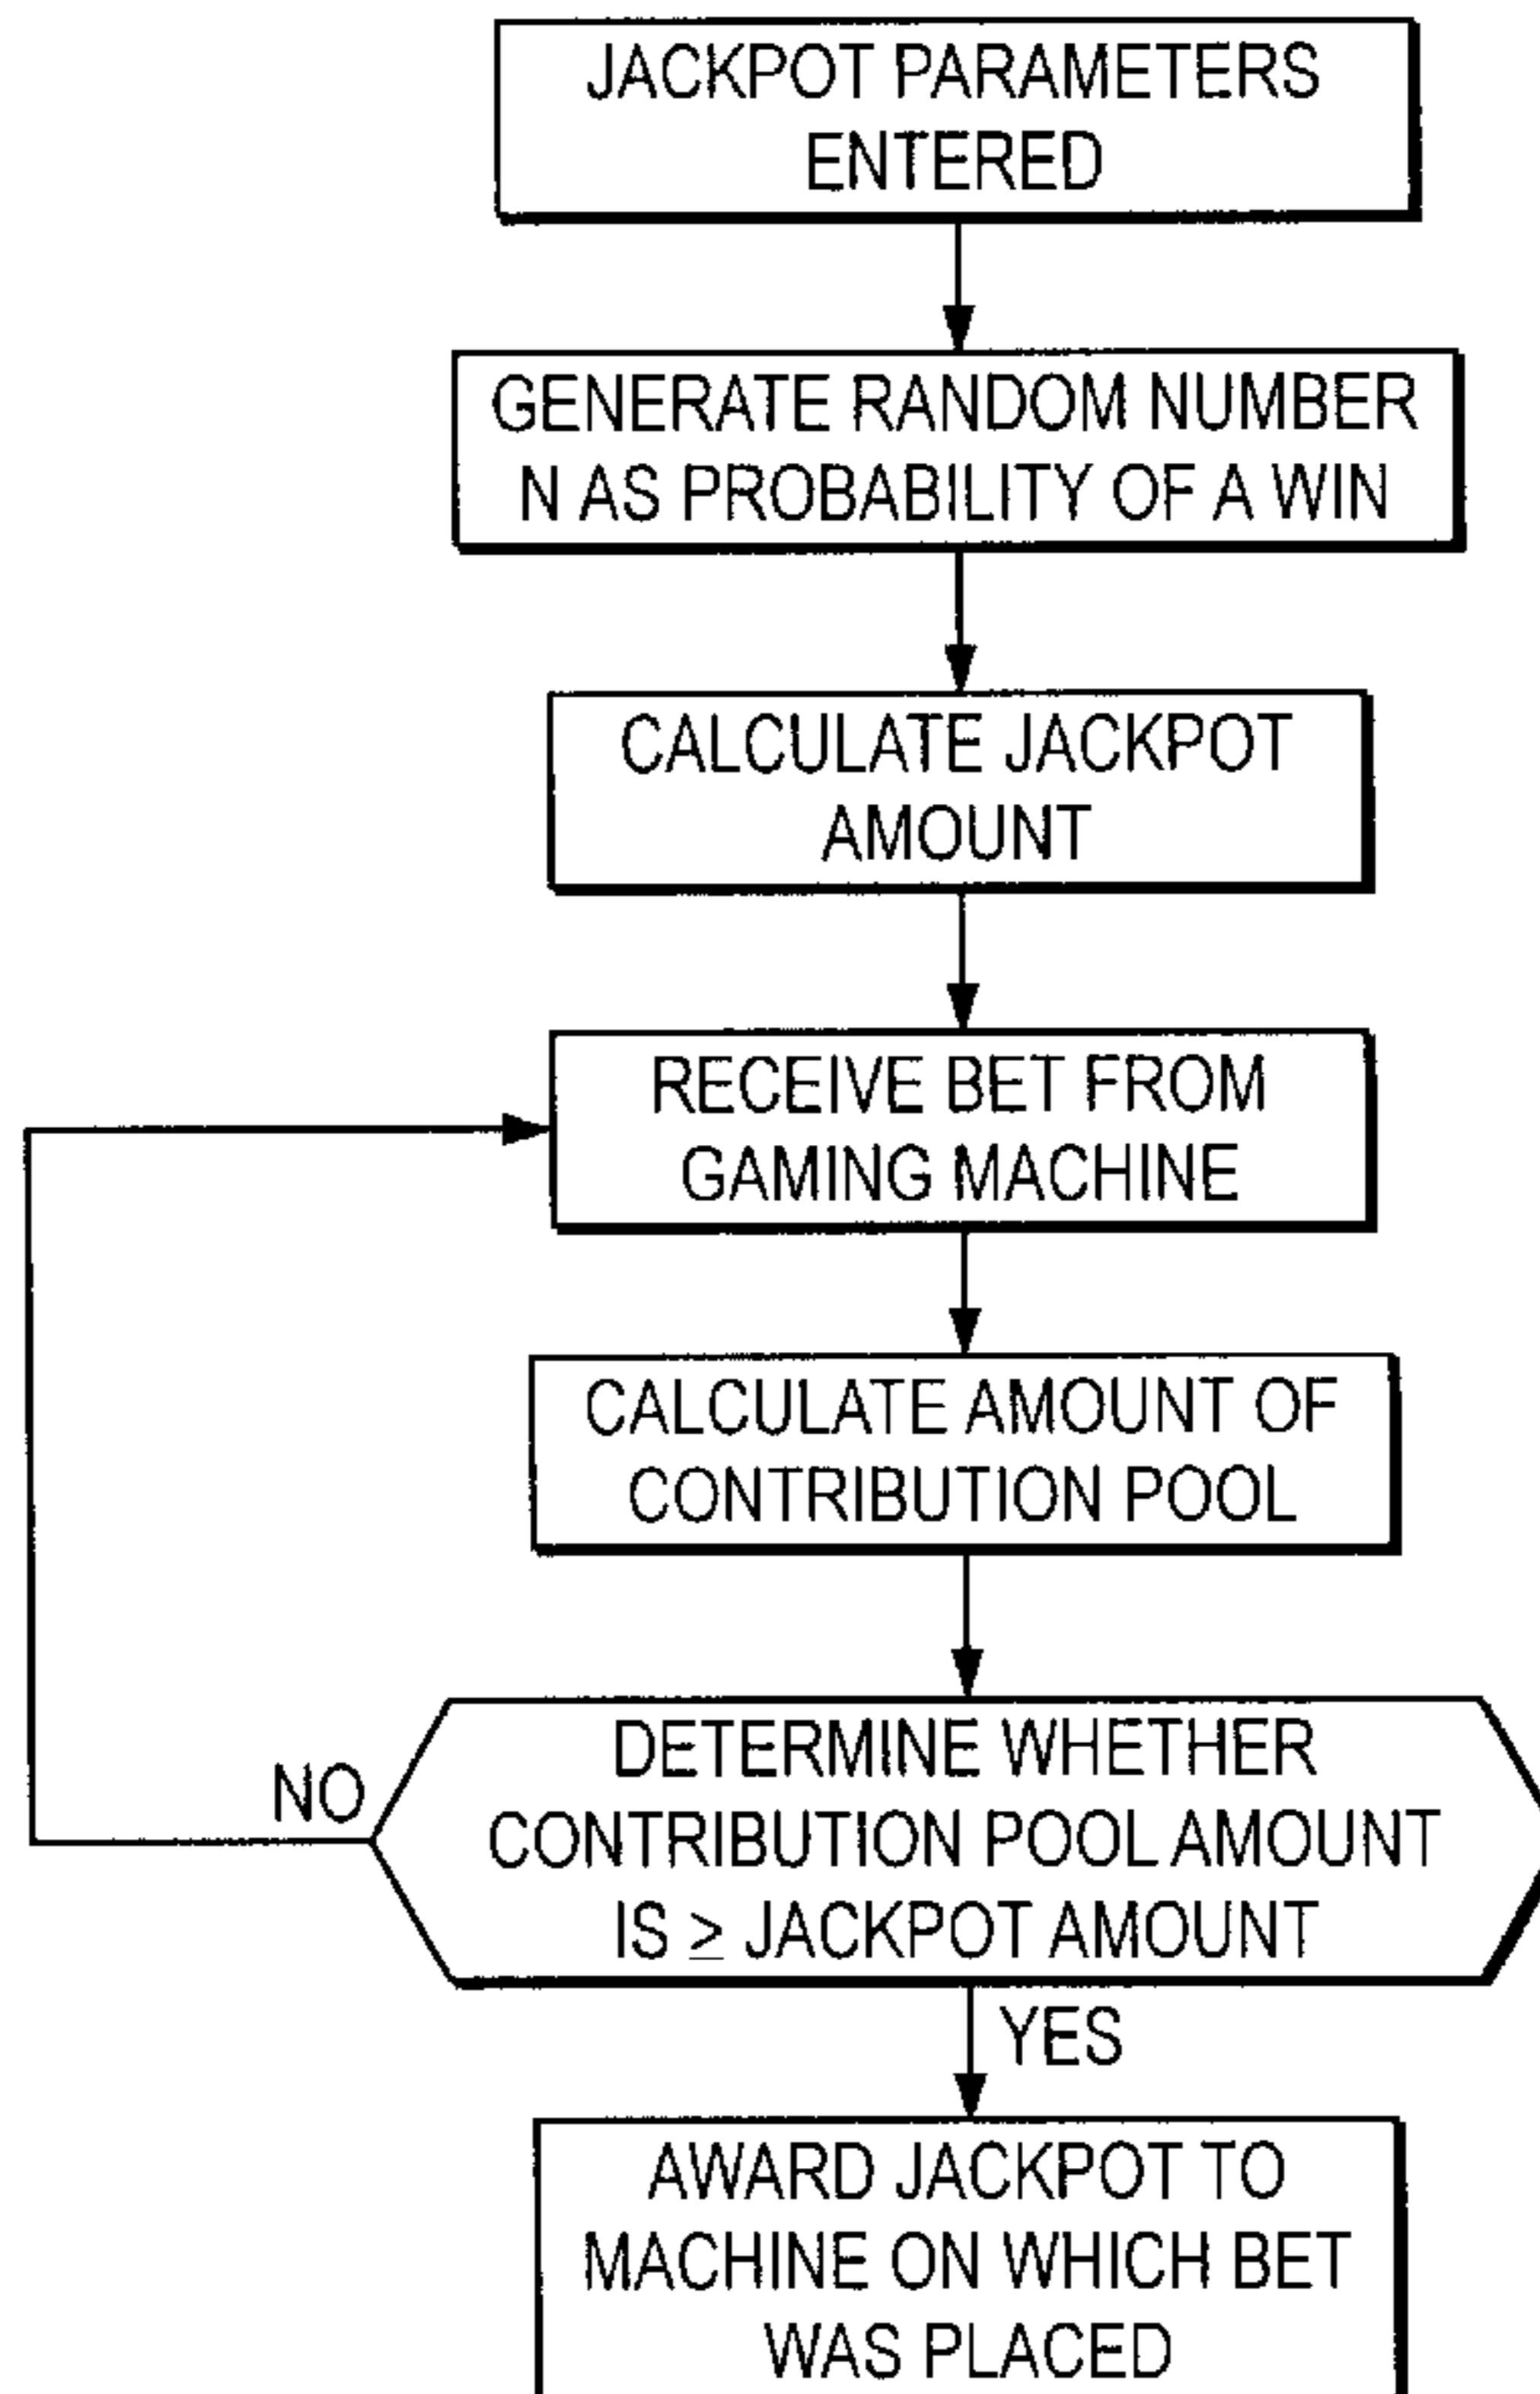 JACKPOT PARAMETERS
ENTERED
GENERATE RANDOM NUMBER
N AS PROBABILITY OF A WIN
CALCULATE JACKPOT
AMOUNT
RECEIVE BET FROM
GAMING MACHINE
CALCULATE AMOUNT OF
CONTRIBUTION POOL
DETERMINE WHETHER
CONTRIBUTION POOL AMOUNT
IS ≥ JACKPOT AMOUNT
NO
YES
AWARD JACKPOT TO
MACHINE ON WHICH BET
WAS PLACED